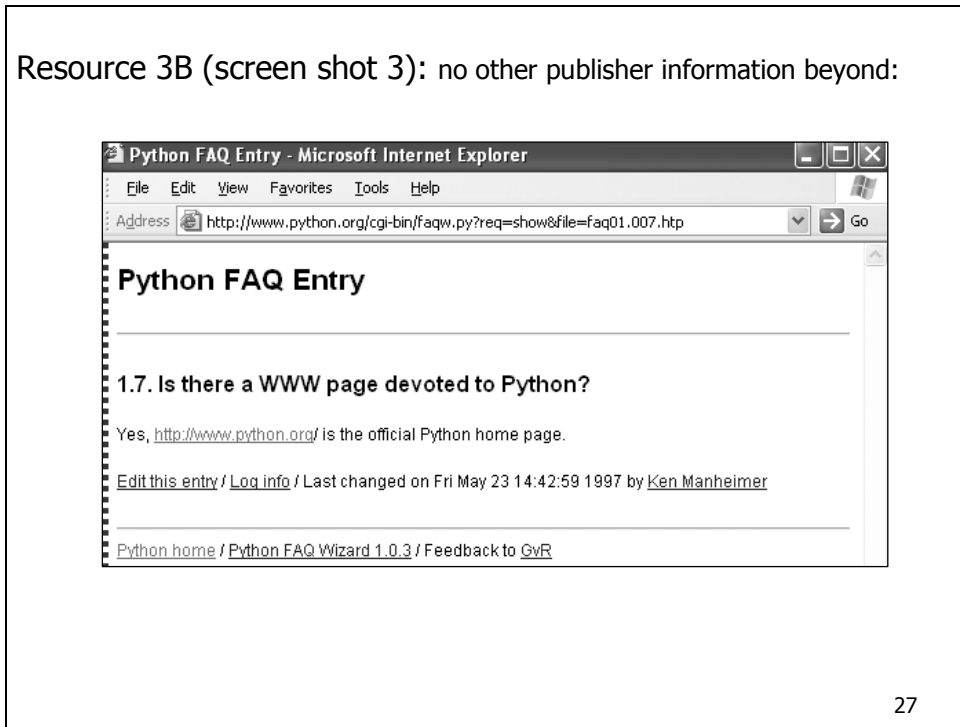 Resource 3B (screen shot 3): no other publisher information beyond:
Python FAQ Entry - Microsoft Internet Explorer
File Edit View Favorites Tools Help
Address http://www.python.org/cgi-bin/faqw.py?req=show&file=faq01.007.htp Go
Python FAQ Entry
1.7. Is there a WWW page devoted to Python?
Yes, http://www.python.org/ is the official Python home page.
Edit this entry / Log info / Last changed on Fri May 23 14:42:59 1997 by Ken Manheimer
Python home / Python FAQ Wizard 1.0.3 / Feedback to GvR
27